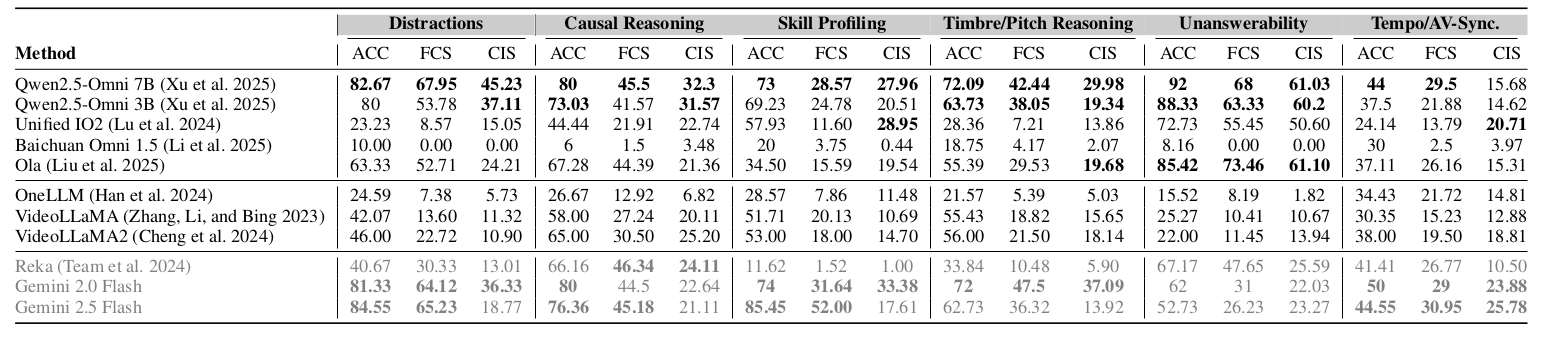 Distractions Causal Reasoning Skill Profiling Timbre/Pitch Reasoning Unanswerability Tempo/AV-Sync.
Method ACC FCS CIS ACC FCS CIS ACC FCS CIS ACC FCS CIS ACC FCS CIS ACC FCS CIS
Qwen2.5-Omni 7B (Xu et al. 2025) 82.67 67.95 45.23 80 45.5 32.3 73 28.57 27.96 72.09 42.44 29.98 92 68 61.03 44 29.5 15.68
Qwen2.5-Omni 3B (Xu et al. 2025) 80 53.78 37.11 73.03 41.57 31.57 69.23 24.78 20.51 63.73 38.05 19.34 88.33 63.33 60.2 37.5 21.88 14.62
Unified IO2 (Lu et al. 2024) 23.23 8.57 15.05 44.44 21.91 22.74 57.93 11.60 28.95 28.36 7.21 13.86 72.73 55.45 50.60 24.14 13.79 20.71
Baichuan Omni 1.5 (Li et al. 2025) 10.00 0.00 0.00 6 1.5 3.48 20 3.75 0.44 18.75 4.17 2.07 8.16 0.00 0.00 30 2.5 3.97
Ola (Liu et al. 2025) 63.33 52.71 24.21 67.28 44.39 21.36 34.50 15.59 19.54 55.39 29.53 19.68 85.42 73.46 61.10 37.11 26.16 15.31
OneLLM (Han et al. 2024) 24.59 7.38 5.73 26.67 12.92 6.82 28.57 7.86 11.48 21.57 5.39 5.03 15.52 8.19 1.82 34.43 21.72 14.81
VideoLLaMA (Zhang, Li, and Bing 2023) 42.07 13.60 11.32 58.00 27.24 20.11 51.71 20.13 10.69 55.43 18.82 15.65 25.27 10.41 10.67 30.35 15.23 12.88
VideoLLaMA2 (Cheng et al. 2024) 46.00 22.72 10.90 65.00 30.50 25.20 53.00 18.00 14.70 56.00 21.50 18.14 22.00 11.45 13.94 38.00 19.50 18.81
Reka (Team et al. 2024) 40.67 30.33 13.01 66.16 46.34 24.11 11.62 1.52 1.00 33.84 10.48 5.90 67.17 47.65 25.59 41.41 26.77 10.50
Gemini 2.0 Flash 81.33 64.12 36.33 80 44.5 22.64 74 31.64 33.38 72 47.5 37.09 62 31 22.03 50 29 23.88
Gemini 2.5 Flash 84.55 65.23 18.77 76.36 45.18 21.11 85.45 52.00 17.61 62.73 36.32 13.92 52.73 26.23 23.27 44.55 30.95 25.78